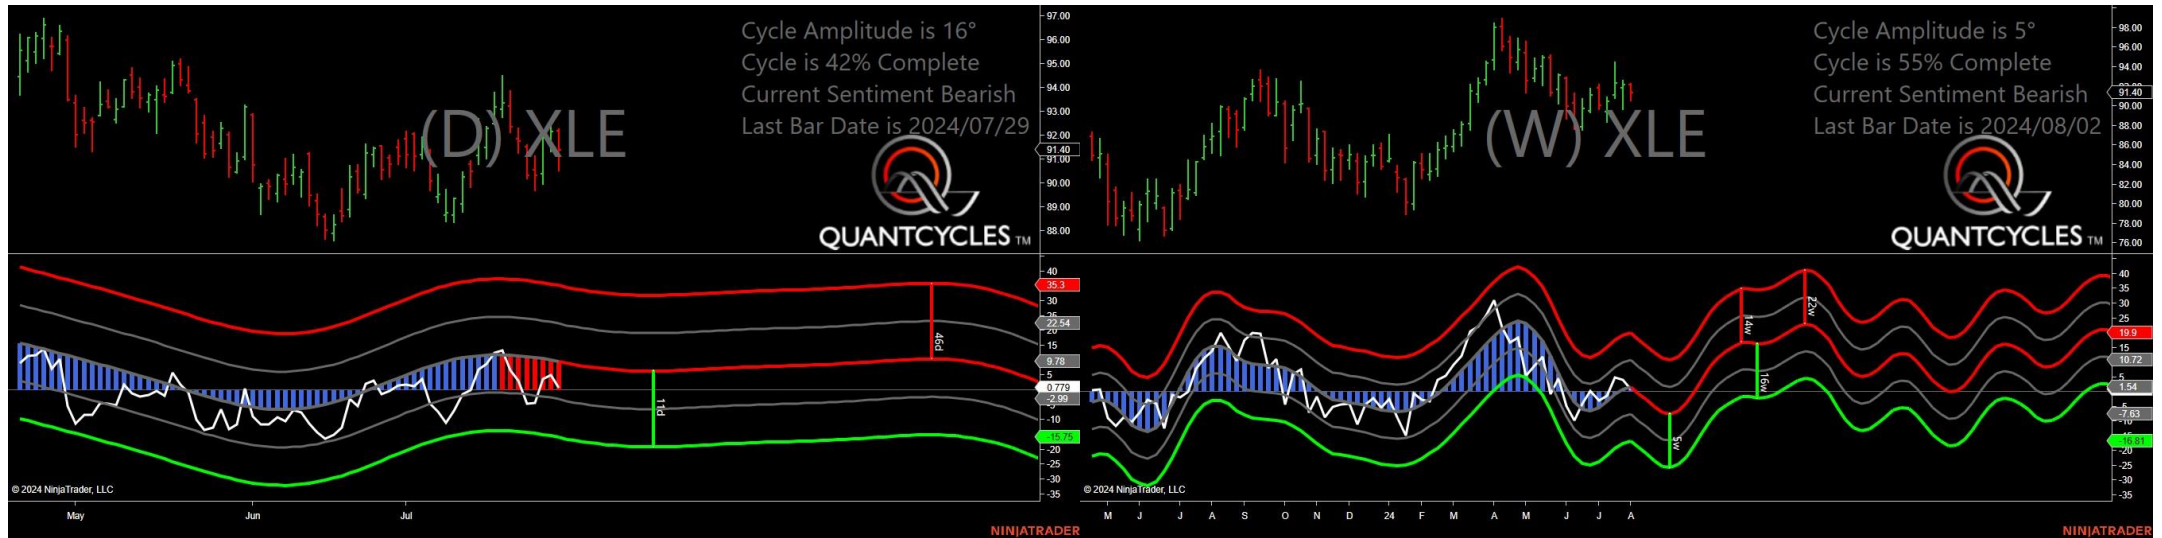 Cycle Amplitude is 16°
Cycle is 42% Complete
Current Sentiment Bearish
Last Bar Date is 2024/07/29
(D) XLE
QUANTCYCLES TM
97.00
96.00
95.00
94.00
93.00
92.00
91.40
91.00
90.00
89.00
88.00
40
35.3
30
22.54
20
15
9.78
5
0.779
-2.99
-10
-15.75
-20
-25
-30
-35
46d
11d
© 2024 NinjaTrader, LLC
May
Jun
Jul
NINJATRADER
Cycle Amplitude is 5°
Cycle is 55% Complete
Current Sentiment Bearish
Last Bar Date is 2024/08/02
(W) XLE
QUANTCYCLES TM
98.00
96.00
94.00
91.40
90.00
88.00
86.00
84.00
82.00
80.00
78.00
76.00
40
35
30
25
19.9
15
10.72
5
1.54
-7.63
-10
-16.81
-20
-25
-30
-35
14w
22w
16w
5w
© 2024 NinjaTrader, LLC
M J J A S O N D 24 F M A M J J A
NINJATRADER